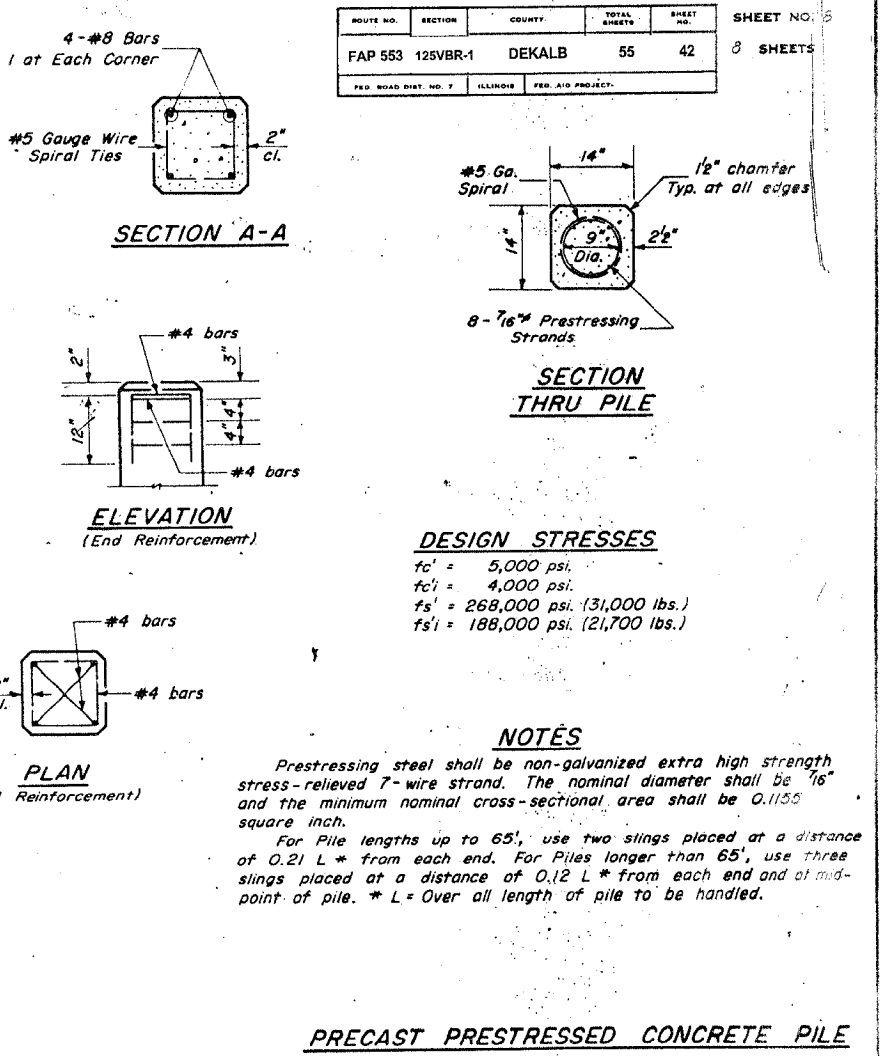 ROUTE NO. SECTION COUNTY TOTAL SHEETS SHEET NO.
FAP 553 125VBR-1 DEKALB 55 42
FED. ROAD DIST. NO. 7 ILLINOIS FED. AID PROJECT-
SHEET NO. 8
8 SHEETS
4-#8 Bars
1 at Each Corner
#5 Gauge Wire
Spiral Ties
2"
cl.
SECTION A-A
14"
#5 Ga.
Spiral
1½" chamfer
Typ. at all edges
14"
9"
Dia.
2½"
8 - 7/16"ø Prestressing
Strands
SECTION
THRU PILE
#4 bars
2"
3"
12"
4"
4"
#4 bars
ELEVATION
(End Reinforcement)
DESIGN STRESSES
fc' = 5,000 psi.
fc'i = 4,000 psi.
fs' = 268,000 psi. (31,000 lbs.)
fs'i = 188,000 psi. (21,700 lbs.)
#4 bars
#4 bars
PLAN
Reinforcement)
NOTES
Prestressing steel shall be non-galvanized extra high strength
stress-relieved 7-wire strand. The nominal diameter shall be 7/16"
and the minimum nominal cross-sectional area shall be 0.1155
square inch.
For Pile lengths up to 65', use two slings placed at a distance
of 0.21 L * from each end. For Piles longer than 65', use three
slings placed at a distance of 0.12 L * from each end and at mid-
point of pile. * L = Over all length of pile to be handled.
PRECAST PRESTRESSED CONCRETE PILE